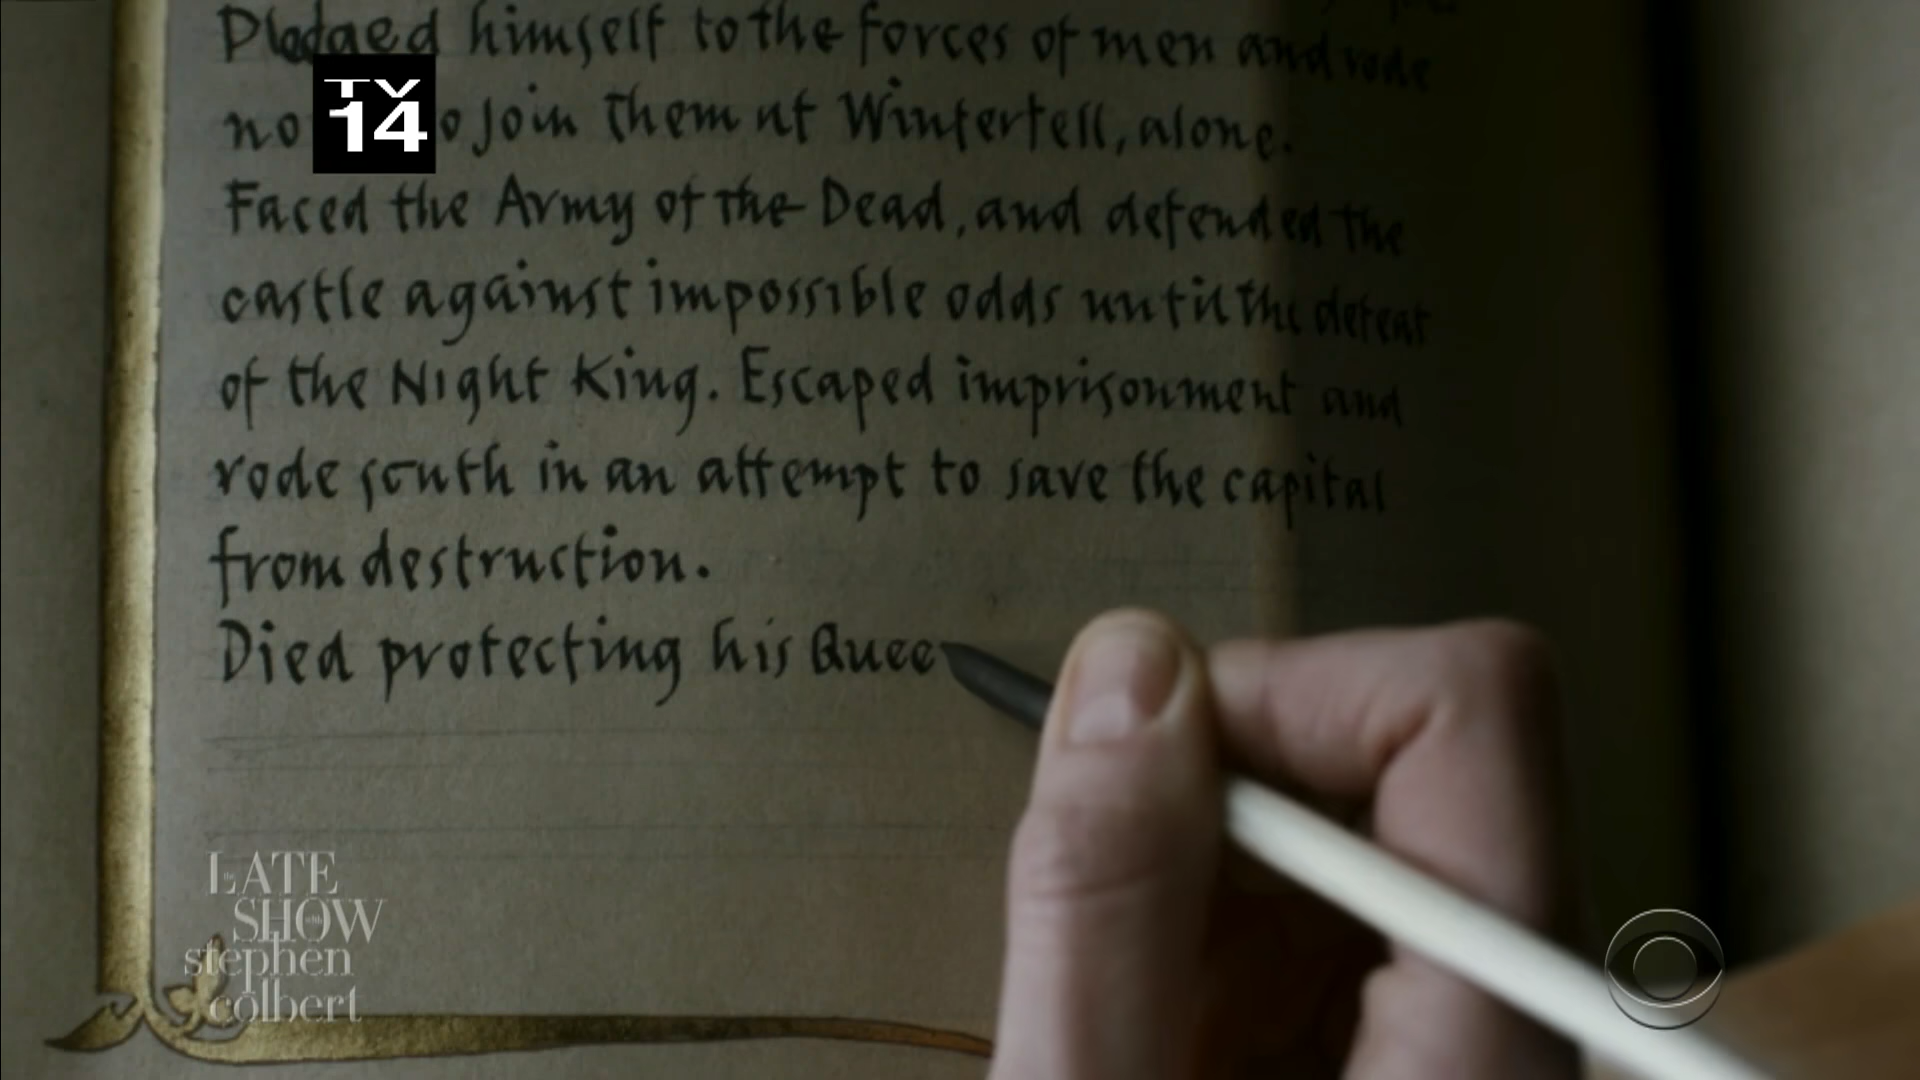 Pledged himself to the forces of men and rode
no o join them at Winterfell, alone.
Faced the Army of the Dead, and defended the
castle against impossible odds until the defeat
of the Night King. Escaped imprisonment and
rode south in an attempt to save the capital
from destruction.
Died protecting his Quee
TV
14
the LATE
SHOW with
stephen
colbert